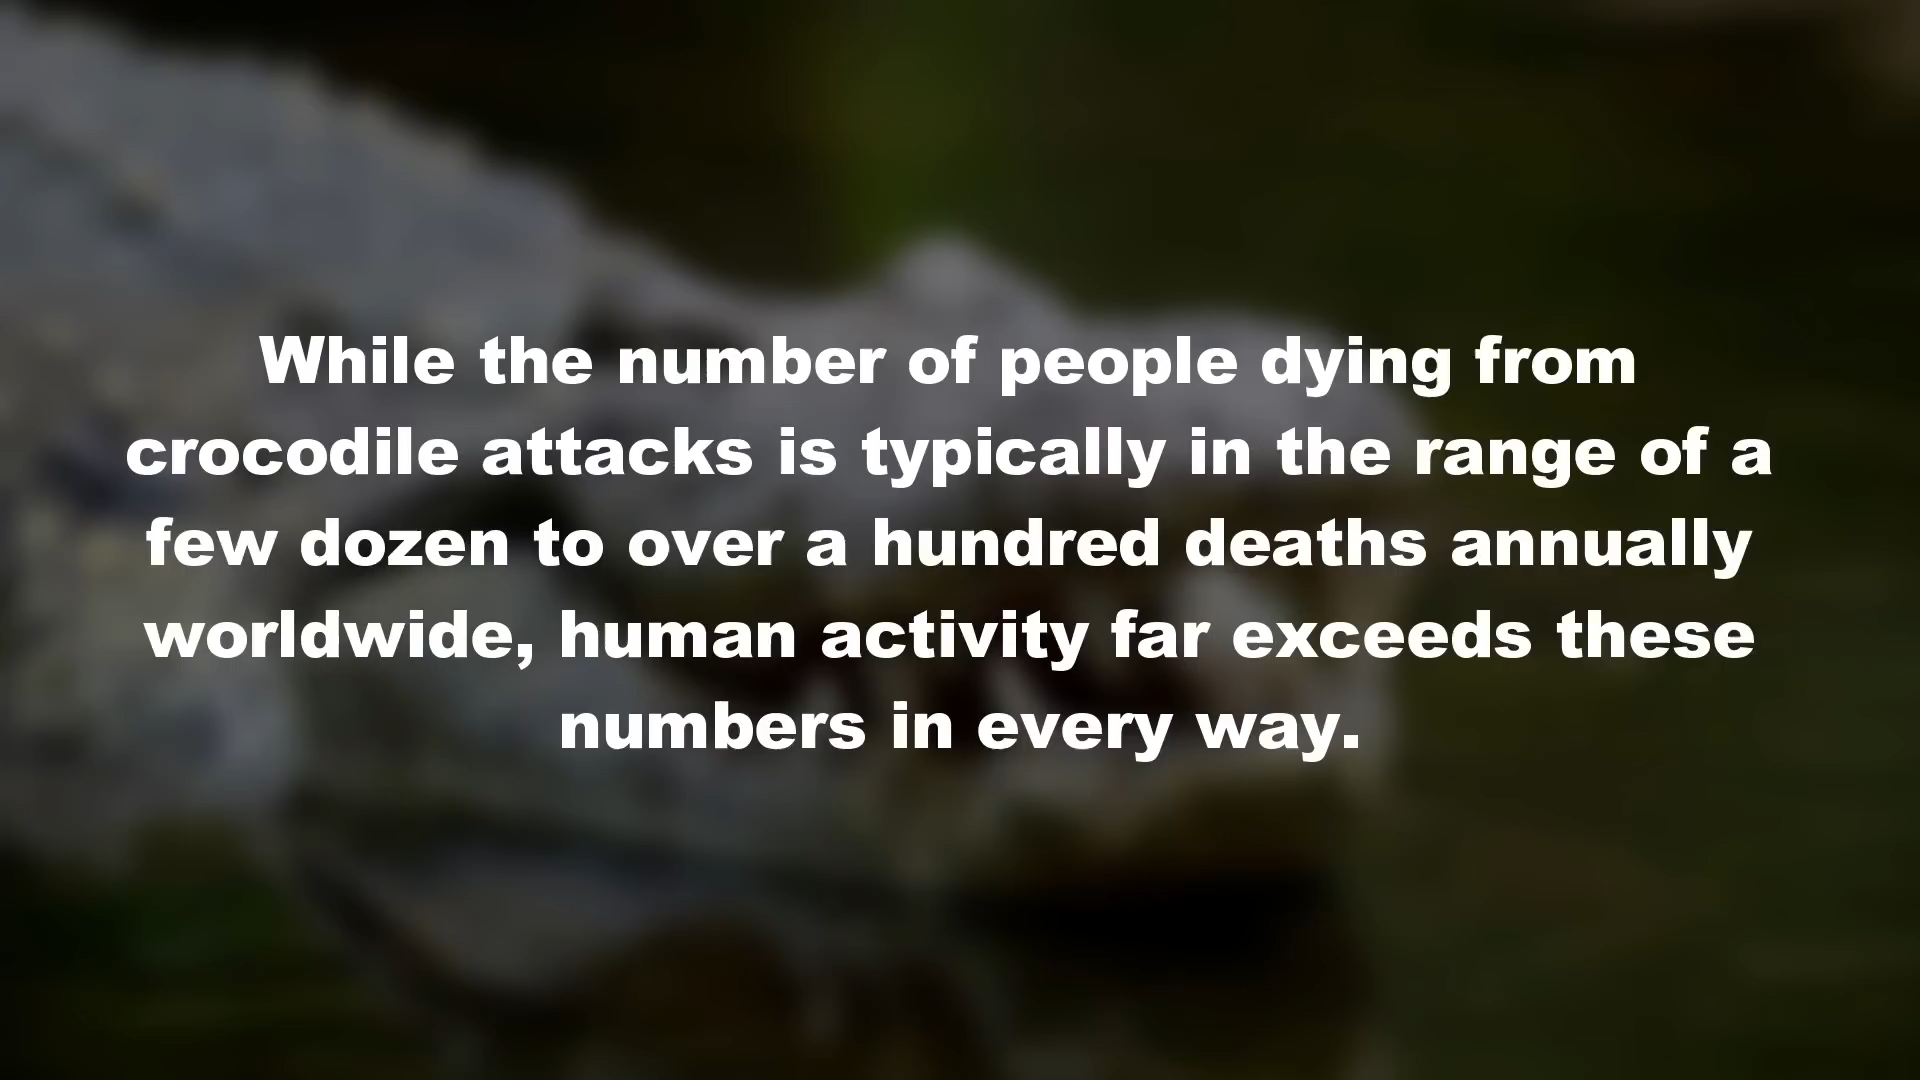 While the number of people dying from
crocodile attacks is typically in the range of a
few dozen to over a hundred deaths annually
worldwide, human activity far exceeds these
numbers in every way.